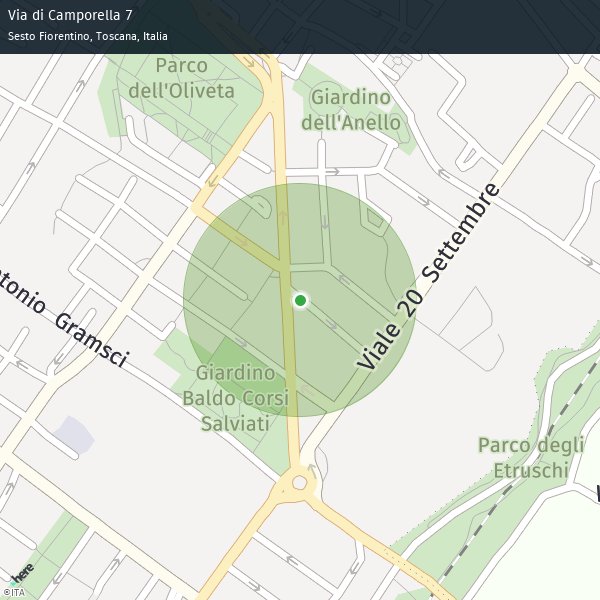 Via di Camporella 7
Sesto Fiorentino, Toscana, Italia
Parco
dell'Oliveta
Giardino
dell'Anello
Viale 20 Settembre
tonio Gramsci
Giardino
Baldo Corsi
Salviati
Parco degli
Etruschi
here
©ITA